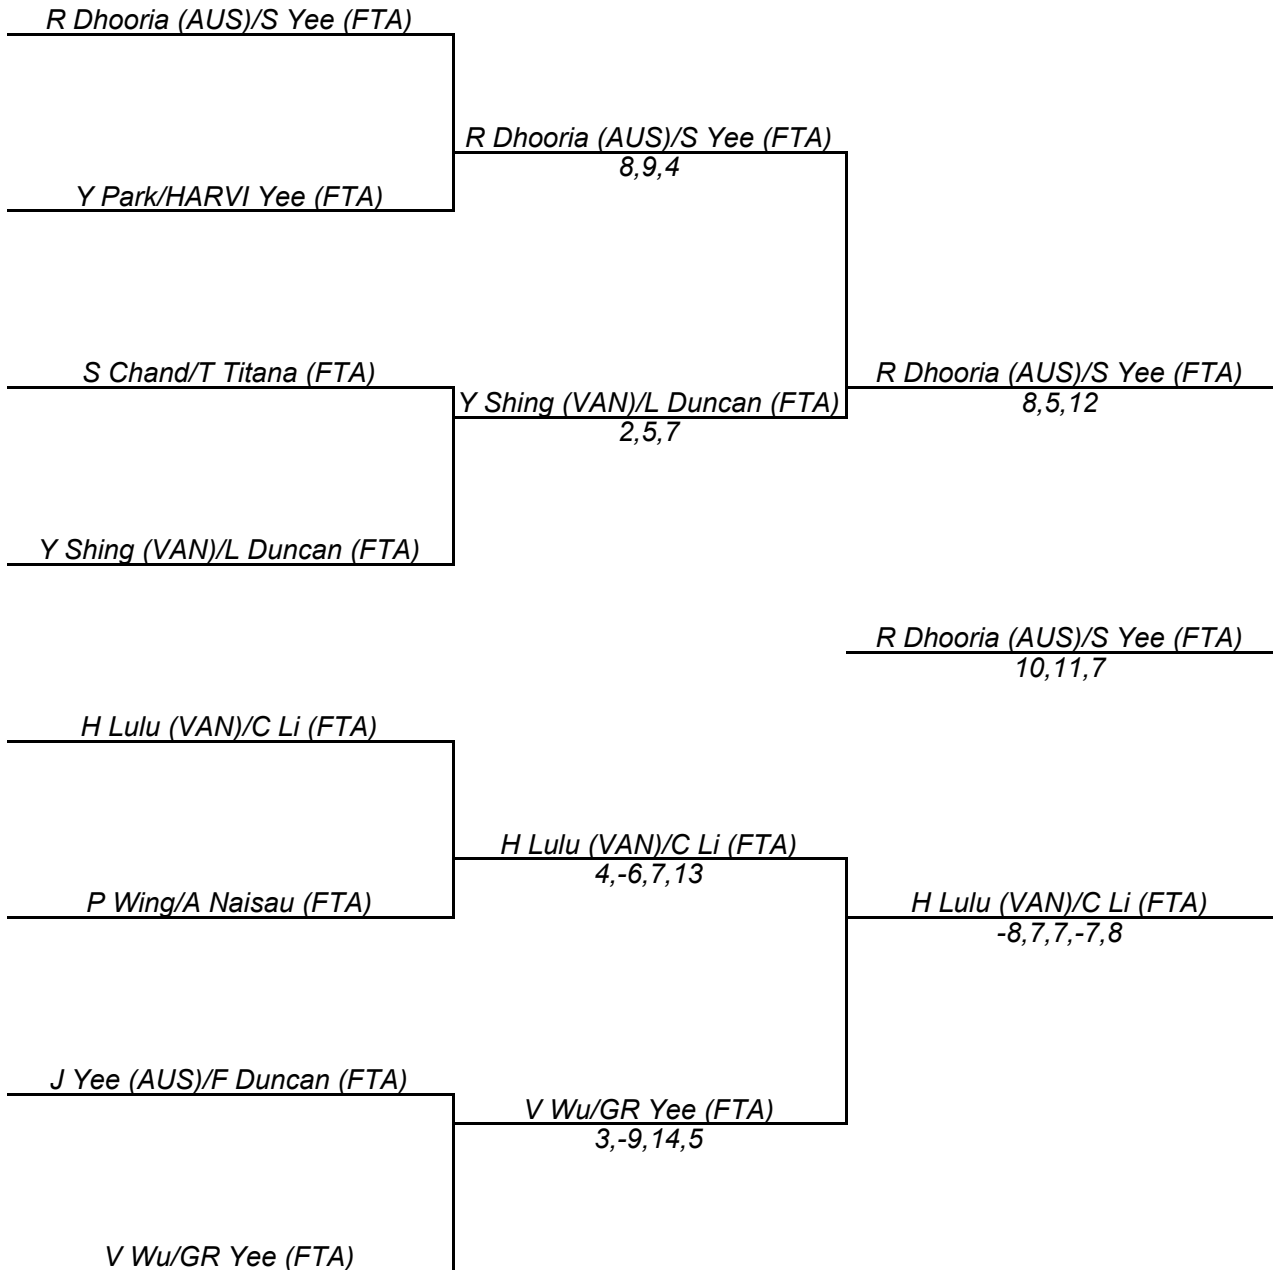 R Dhooria (AUS)/S Yee (FTA)
R Dhooria (AUS)/S Yee (FTA)
8,9,4
Y Park/HARVI Yee (FTA)
S Chand/T Titana (FTA)
R Dhooria (AUS)/S Yee (FTA)
8,5,12
Y Shing (VAN)/L Duncan (FTA)
2,5,7
Y Shing (VAN)/L Duncan (FTA)
R Dhooria (AUS)/S Yee (FTA)
10,11,7
H Lulu (VAN)/C Li (FTA)
H Lulu (VAN)/C Li (FTA)
4,-6,7,13
P Wing/A Naisau (FTA)
H Lulu (VAN)/C Li (FTA)
-8,7,7,-7,8
J Yee (AUS)/F Duncan (FTA)
V Wu/GR Yee (FTA)
3,-9,14,5
V Wu/GR Yee (FTA)